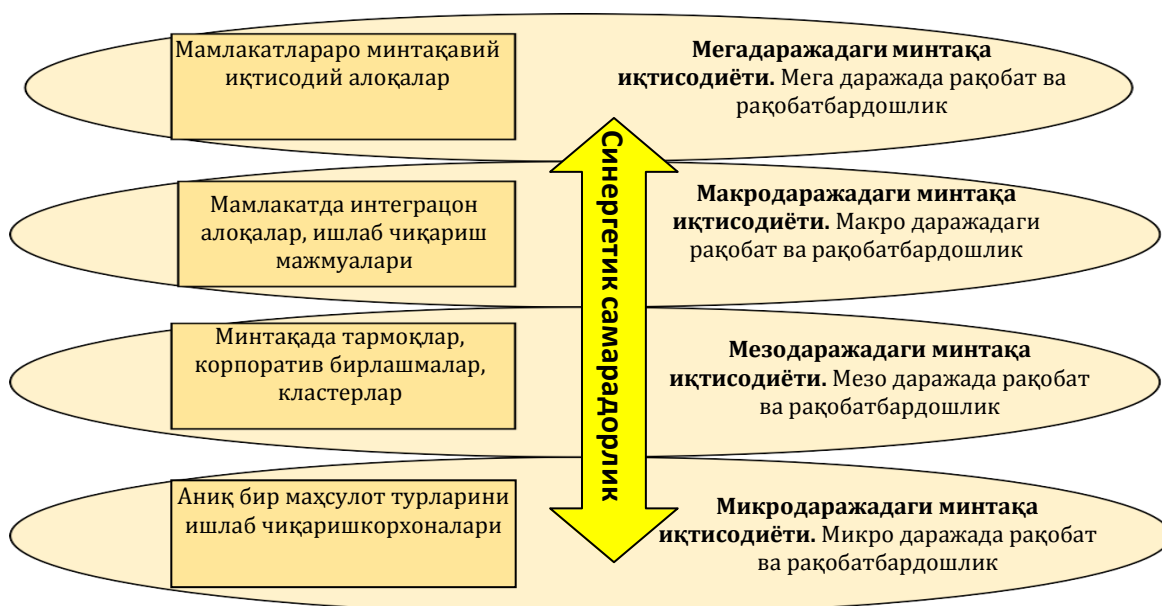 Мамлакатлараро минтақавий
иқтисодий алоқалар
Мегадаражадаги минтақа
иқтисодиёти. Мега даражада рақобат ва
рақобатбардошлик
Синергетик самарадорлик
Мамлакатда интеграцон
алоқалар, ишлаб чиқариш
мажмуалари
Макродаражадаги минтақа
иқтисодиёти. Макро даражадаги
рақобат ва рақобатбардошлик
Минтақада тармоқлар,
корпоратив бирлашмалар,
кластерлар
Мезодаражадаги минтақа
иқтисодиёти. Мезо даражада рақобат
ва рақобатбардошлик
Аниқ бир маҳсулот турларини
ишлаб чиқаришкорхоналари
Микродаражадаги минтақа
иқтисодиёти. Микро даражада рақобат
ва рақобатбардошлик